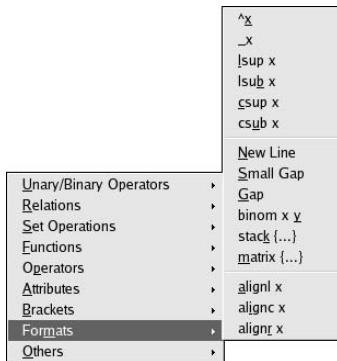 ^x
_x
lsup x
lsub x
csup x
csub x
New Line
Small Gap
Gap
binom x y
stack {...}
matrix {...}
alignl x
alignc x
alignr x
Unary/Binary Operators
Relations
Set Operations
Functions
Operators
Attributes
Brackets
Formats
Others